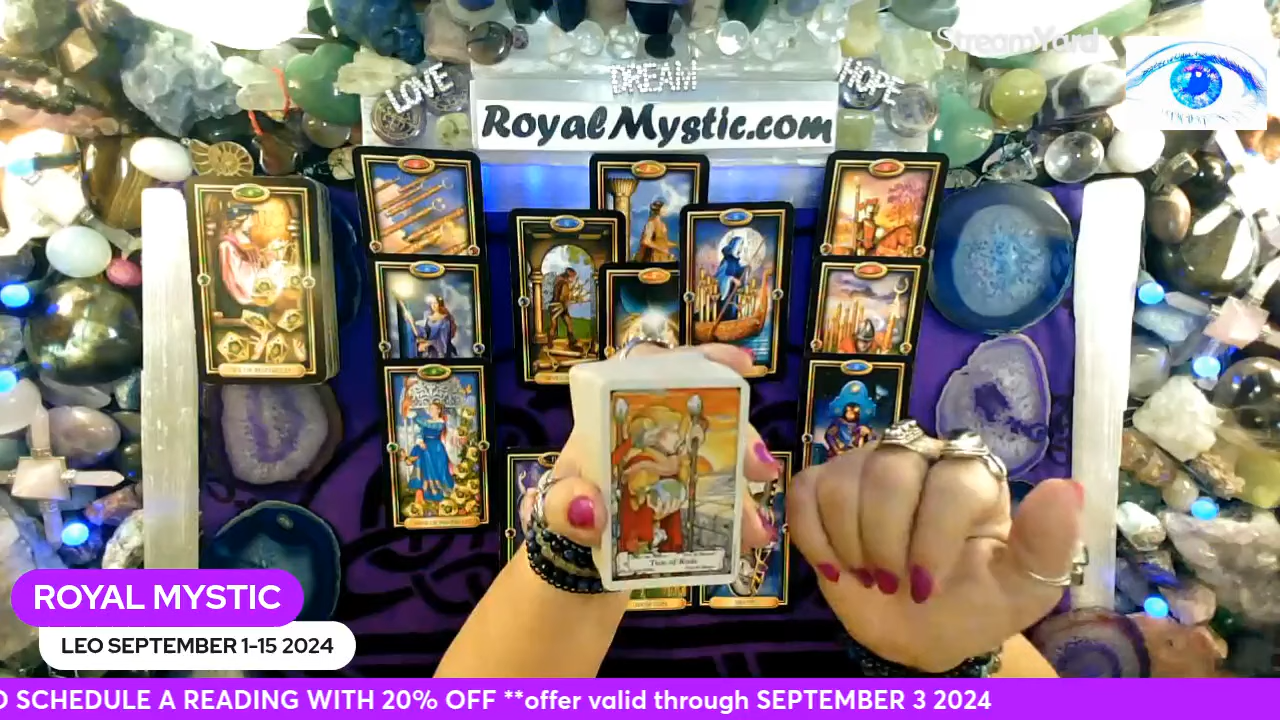 StreamYard
LOVE
DREAM
HOPE
RoyalMystic.com
Two of Rods
ROYAL MYSTIC
LEO SEPTEMBER 1-15 2024
SCHEDULE A READING WITH 20% OFF **offer valid through SEPTEMBER 3 2024